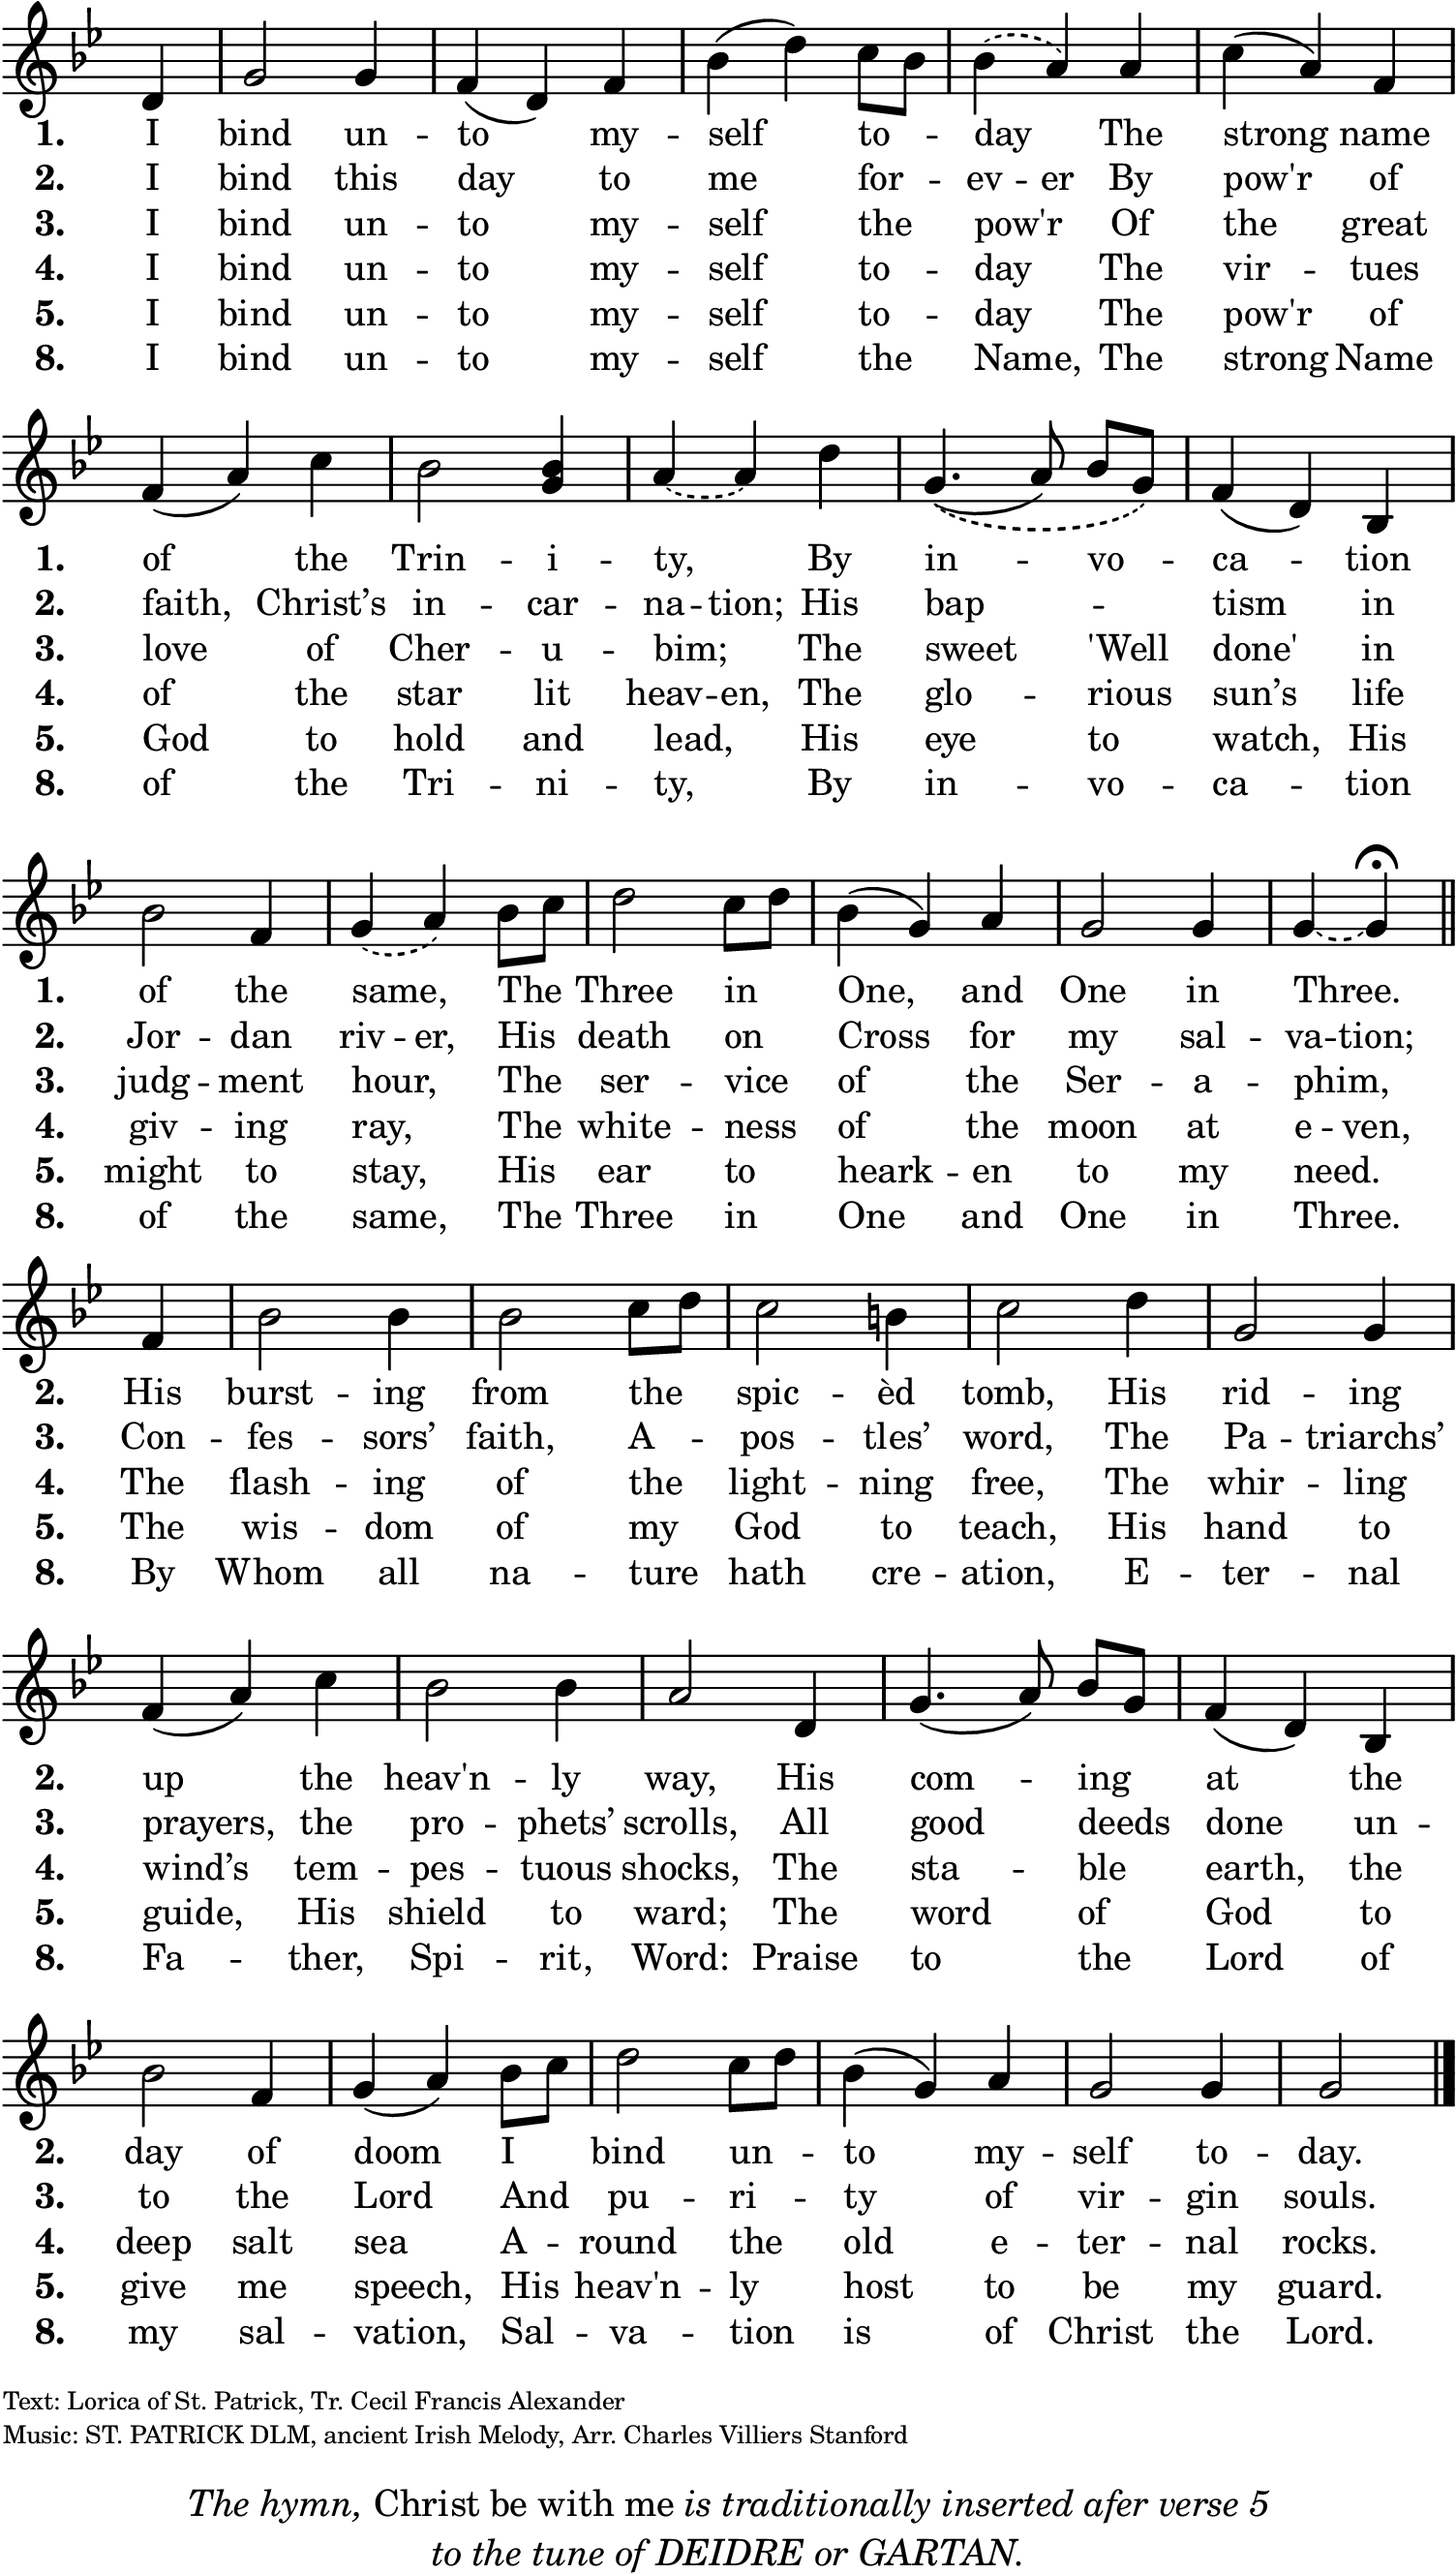 1. I bind un -- to my -- self to -- day The strong name
2. I bind this day to me for -- ev -- er By pow'r of
3. I bind un -- to my -- self the pow'r Of the great
4. I bind un -- to my -- self to -- day The vir -- tues
5. I bind un -- to my -- self to -- day The pow'r of
8. I bind un -- to my -- self the Name, The strong Name
1. of the Trin -- i -- ty, By in -- vo -- ca -- tion
2. faith, Christ’s in -- car -- na -- tion; His bap -- tism in
3. love of Cher -- u -- bim; The sweet 'Well done' in
4. of the star lit heav -- en, The glo -- rious sun’s life
5. God to hold and lead, His eye to watch, His
8. of the Tri -- ni -- ty, By in -- vo -- ca -- tion
1. of the same, The Three in One, and One in Three.
2. Jor -- dan riv -- er, His death on Cross for my sal -- va -- tion;
3. judg -- ment hour, The ser -- vice of the Ser -- a -- phim,
4. giv -- ing ray, The white -- ness of the moon at e -- ven,
5. might to stay, His ear to heark -- en to my need.
8. of the same, The Three in One and One in Three.
2. His burst -- ing from the spic -- èd tomb, His rid -- ing
3. Con -- fes -- sors’ faith, A -- pos -- tles’ word, The Pa -- triarchs’
4. The flash -- ing of the light -- ning free, The whir -- ling
5. The wis -- dom of my God to teach, His hand to
8. By Whom all na -- ture hath cre -- ation, E -- ter -- nal
2. up the heav'n -- ly way, His com -- ing at the
3. prayers, the pro -- phets’ scrolls, All good deeds done un --
4. wind’s tem -- pes -- tuous shocks, The sta -- ble earth, the
5. guide, His shield to ward; The word of God to
8. Fa -- ther, Spi -- rit, Word: Praise to the Lord of
2. day of doom I bind un -- to my -- self to -- day.
3. to the Lord And pu -- ri -- ty of vir -- gin souls.
4. deep salt sea A -- round the old e -- ter -- nal rocks.
5. give me speech, His heav'n -- ly host to be my guard.
8. my sal -- vation, Sal -- va -- tion is of Christ the Lord.
Text: Lorica of St. Patrick, Tr. Cecil Francis Alexander
Music: ST. PATRICK DLM, ancient Irish Melody, Arr. Charles Villiers Stanford
The hymn, Christ be with me is traditionally inserted afer verse 5
to the tune of DEIDRE or GARTAN.